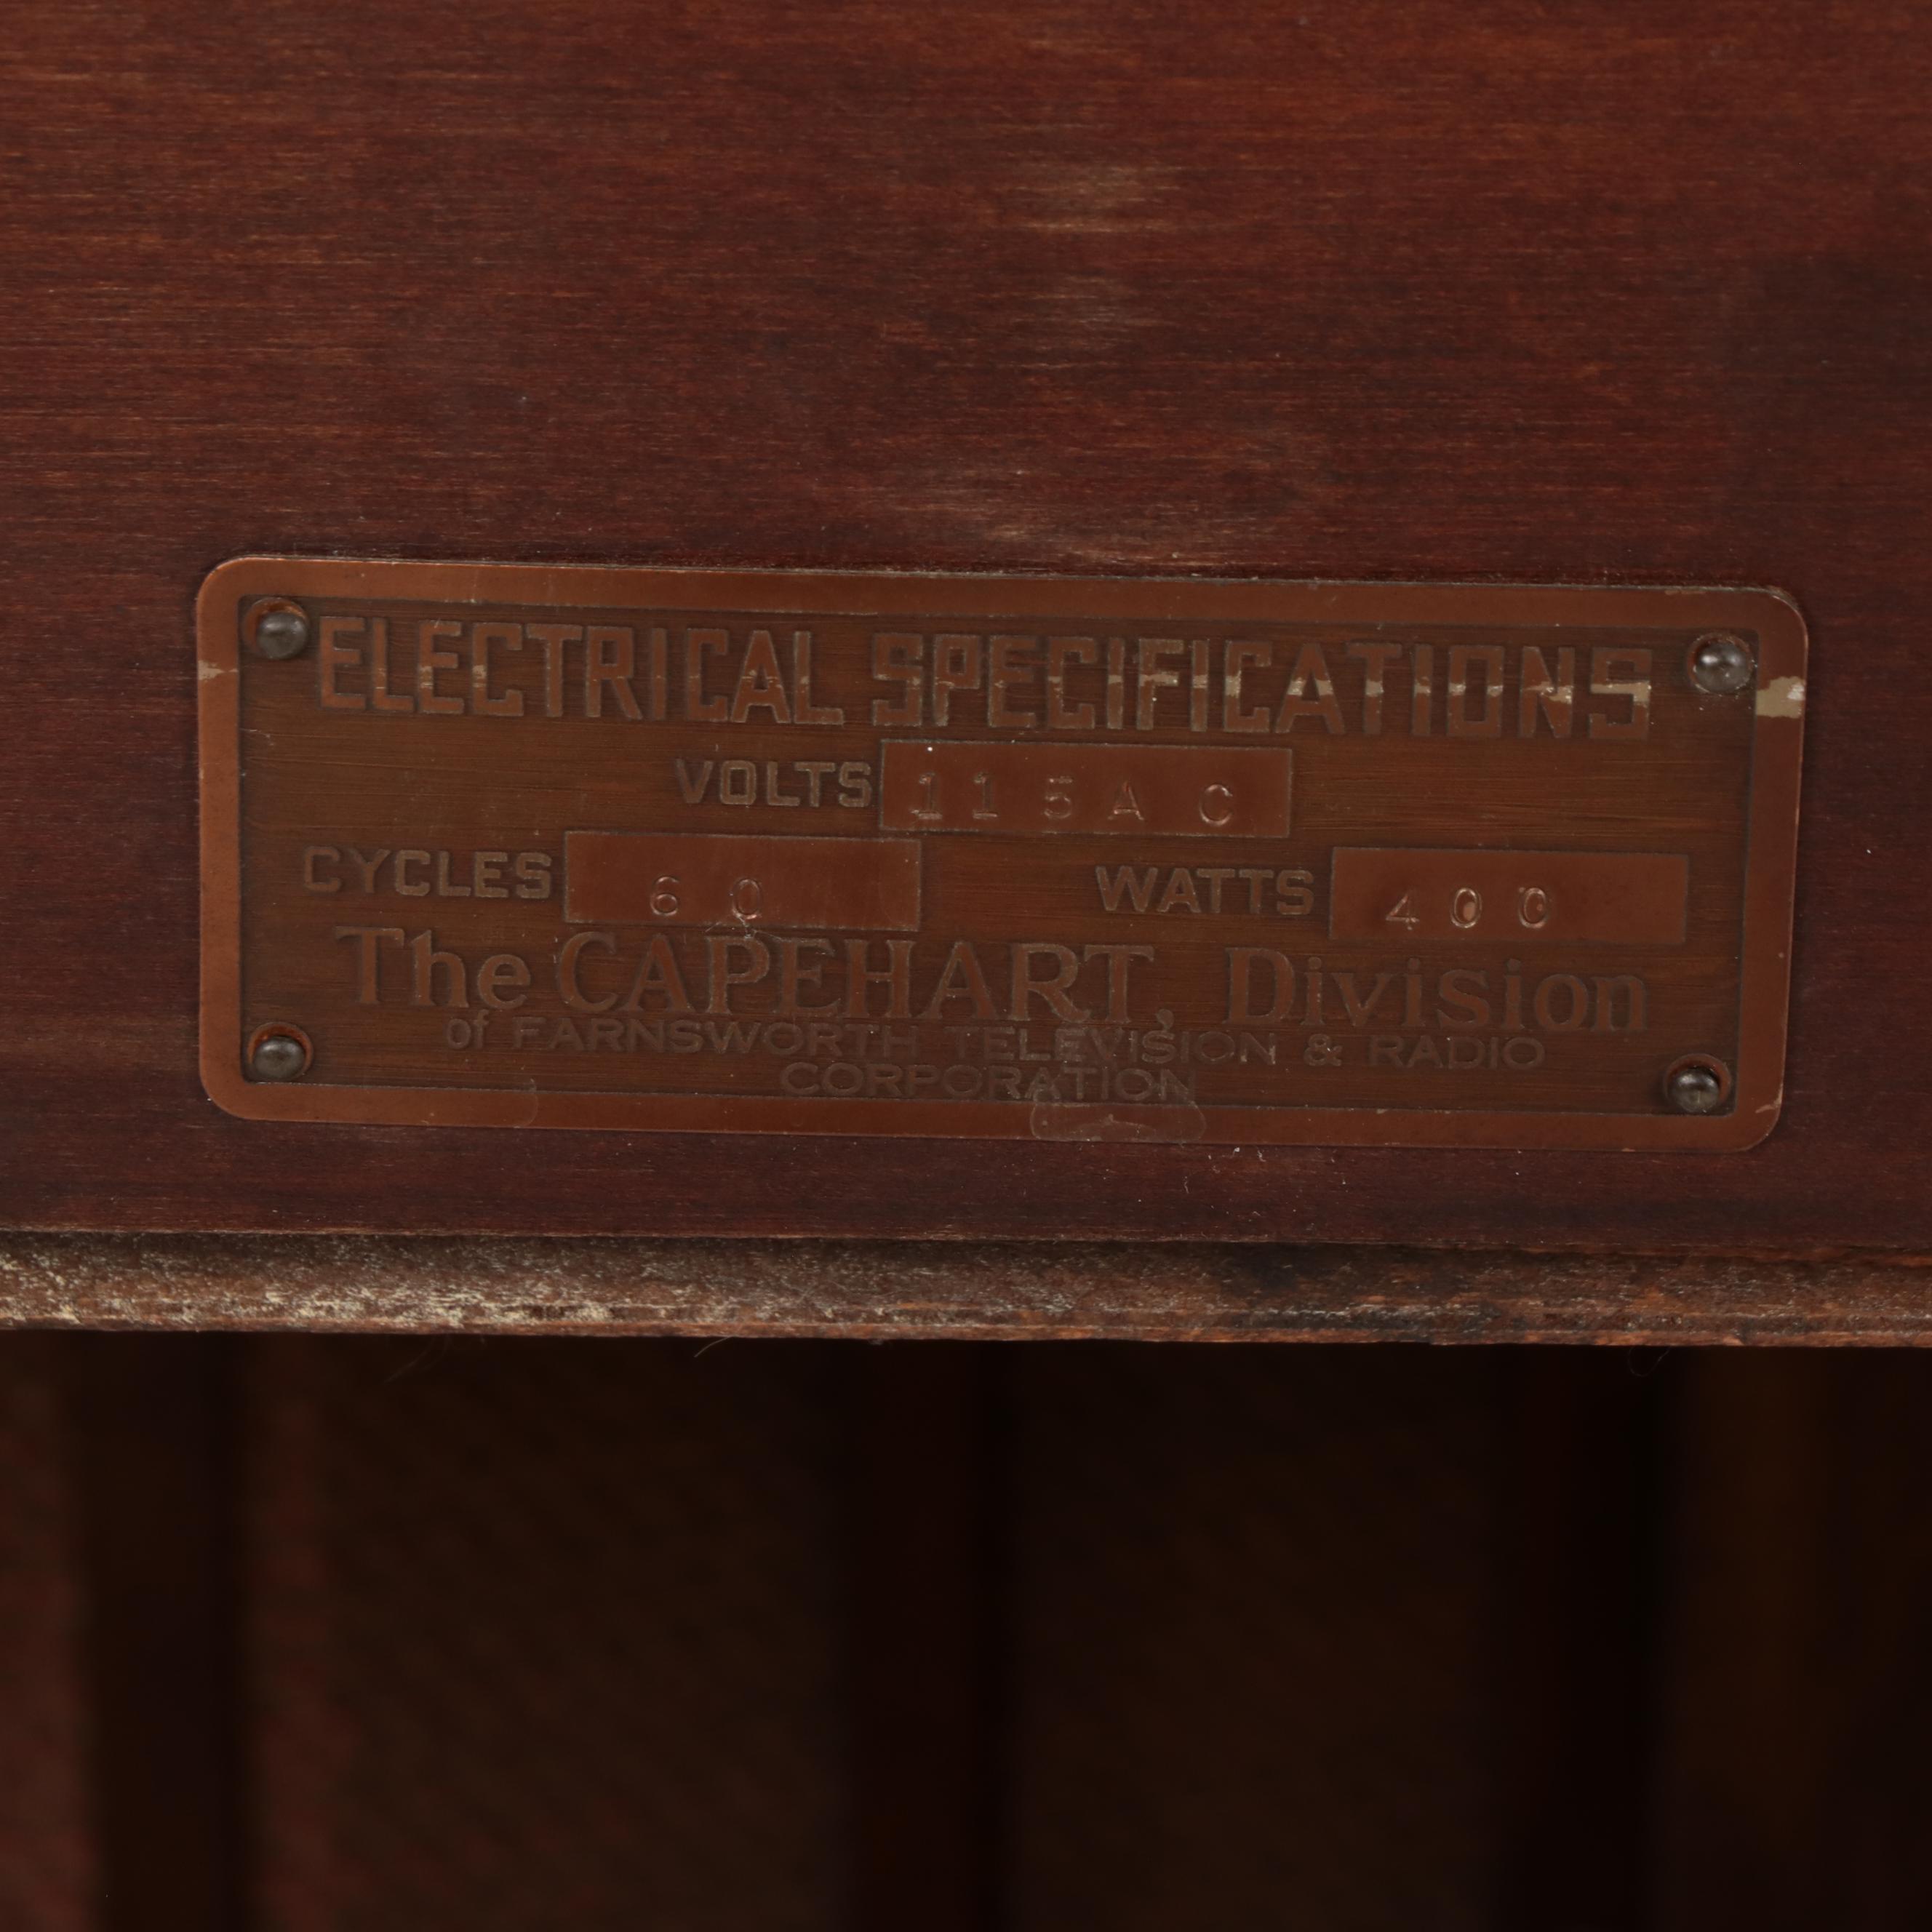 ELECTRICAL SPECIFICATIONS
VOLTS 115 A C
CYCLES 60 WATTS 400
The CAPEHART, Division
of FARNSWORTH TELEVISION & RADIO
CORPORATION